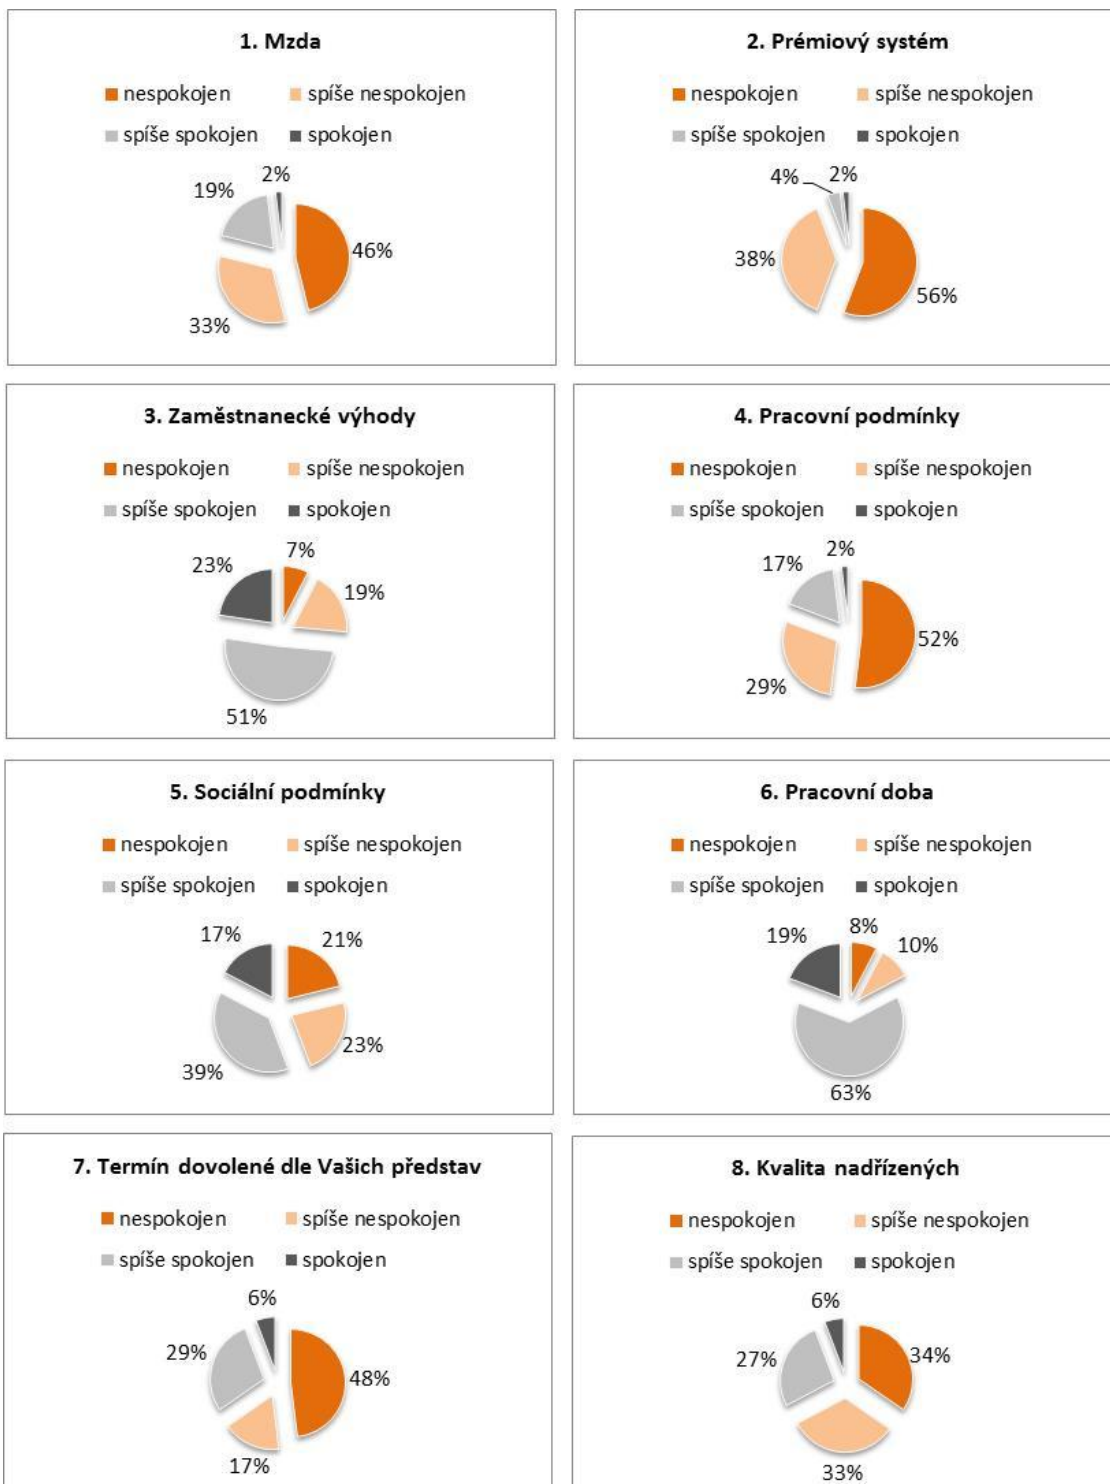 1. Mzda
nespokojen spíše nespokojen
spíše spokojen spokojen
2%
19%
46%
33%
2. Prémiový systém
nespokojen spíše nespokojen
spíše spokojen spokojen
4% 2%
38%
56%
3. Zaměstnanecké výhody
nespokojen spíše nespokojen
spíše spokojen spokojen
7%
23%
19%
51%
4. Pracovní podmínky
nespokojen spíše nespokojen
spíše spokojen spokojen
2%
17%
52%
29%
5. Sociální podmínky
nespokojen spíše nespokojen
spíše spokojen spokojen
17% 21%
23%
39%
6. Pracovní doba
nespokojen spíše nespokojen
spíše spokojen spokojen
8%
19% 10%
63%
7. Termín dovolené dle Vašich představ
nespokojen spíše nespokojen
spíše spokojen spokojen
6%
29%
48%
17%
8. Kvalita nadřízených
nespokojen spíše nespokojen
spíše spokojen spokojen
6%
27% 34%
33%